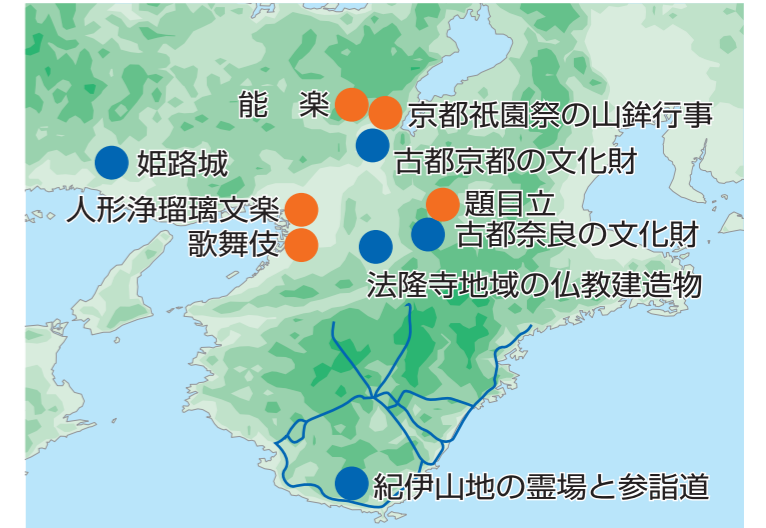 能　楽
京都祇園祭の山鉾行事
古都京都の文化財
姫路城
人形浄瑠璃文楽
題目立
歌舞伎
古都奈良の文化財
法隆寺地域の仏教建造物
紀伊山地の霊場と参詣道